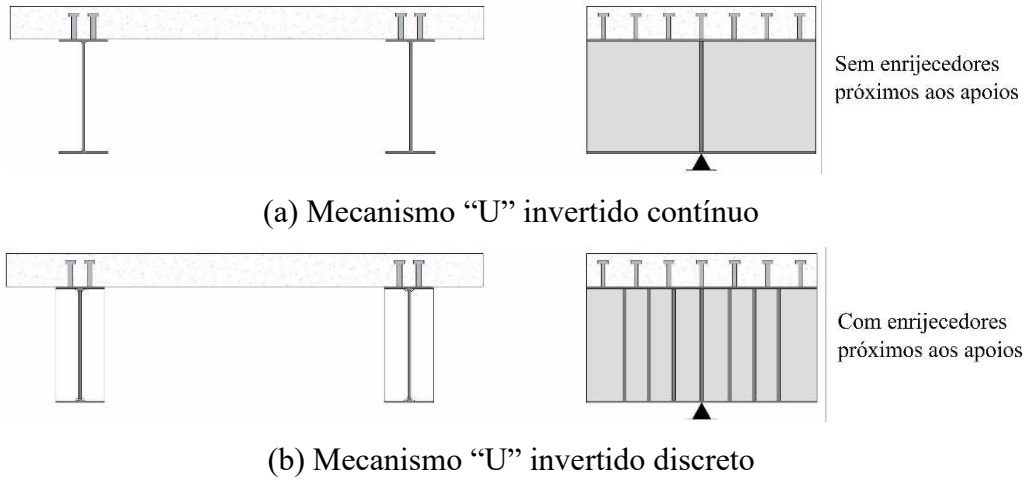 Sem enrijecedores
próximos aos apoios
(a) Mecanismo “U” invertido contínuo
Com enrijecedores
próximos aos apoios
(b) Mecanismo “U” invertido discreto